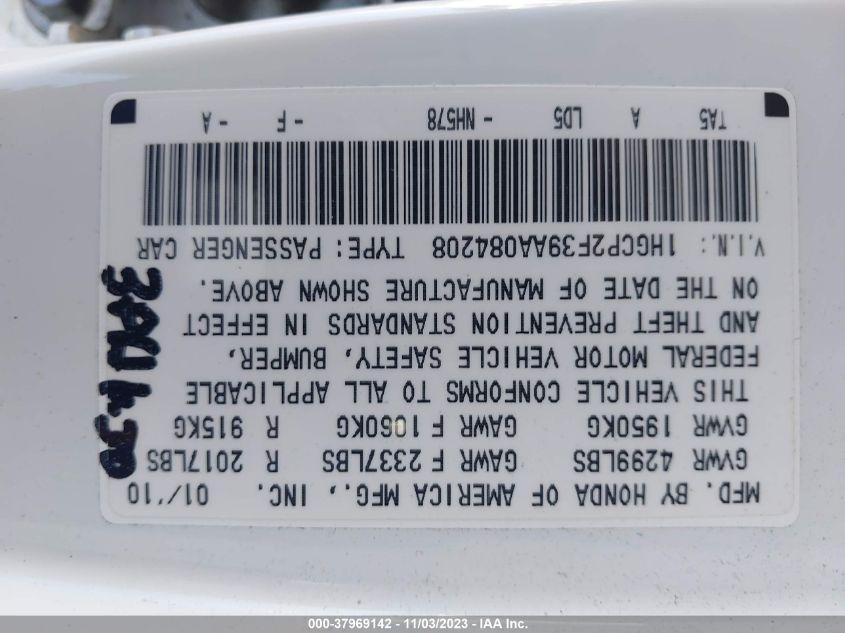 MFD. BY HONDA OF AMERICA MFG., INC. 01/'10
GVWR 4299LBS GAWR F 2337LBS R 2017LBS
GVWR 1950KG GAWR F 1060KG R 915KG
THIS VEHICLE CONFORMS TO ALL APPLICABLE
FEDERAL MOTOR VEHICLE SAFETY, BUMPER,
AND THEFT PREVENTION STANDARDS IN EFFECT
ON THE DATE OF MANUFACTURE SHOWN ABOVE.
V.I.N.: 1HGCP2F39AA084208 TYPE: PASSENGER CAR
TA5 A LD5 - NH578 - F - A
000-37969142 - 11/03/2023 - IAA Inc.